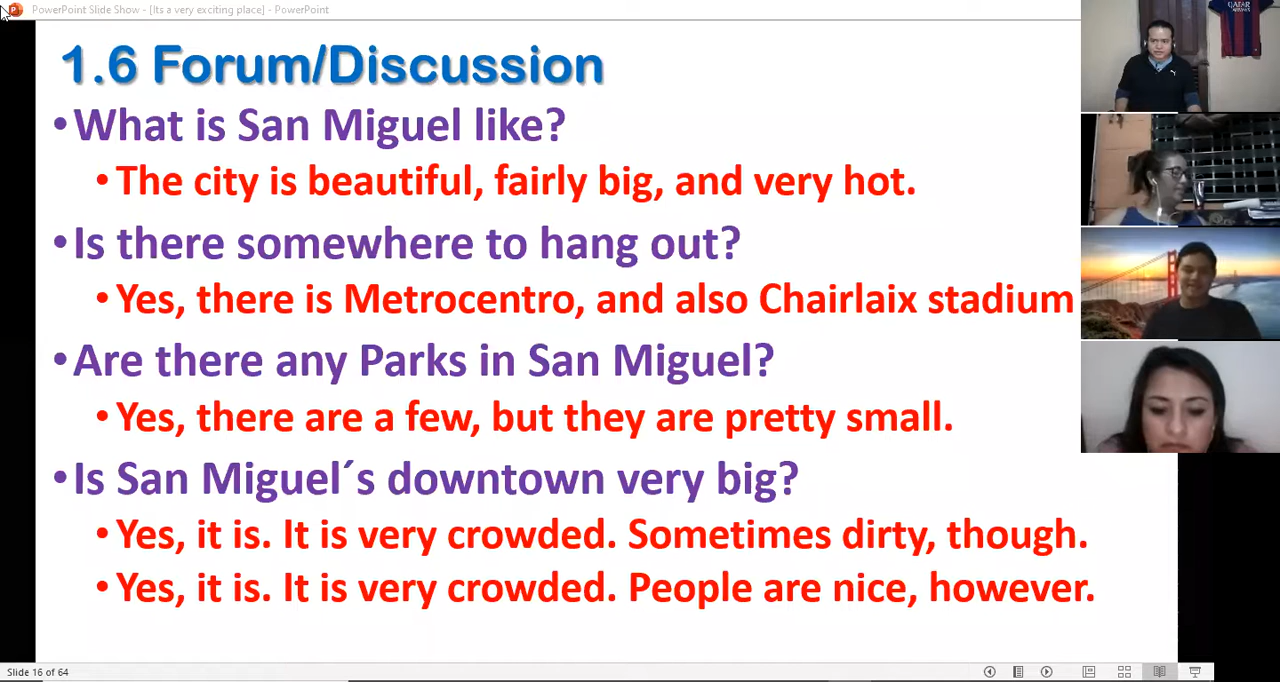 PowerPoint Slide Show - [Its a very exciting place] - PowerPoint
1.6 Forum/Discussion
•What is San Miguel like?
•The city is beautiful, fairly big, and very hot.
•Is there somewhere to hang out?
•Yes, there is Metrocentro, and also Chairlaix stadium
•Are there any Parks in San Miguel?
•Yes, there are a few, but they are pretty small.
•Is San Miguel´s downtown very big?
•Yes, it is. It is very crowded. Sometimes dirty, though.
•Yes, it is. It is very crowded. People are nice, however.
QATAR
AIRWAYS
Slide 16 of 64